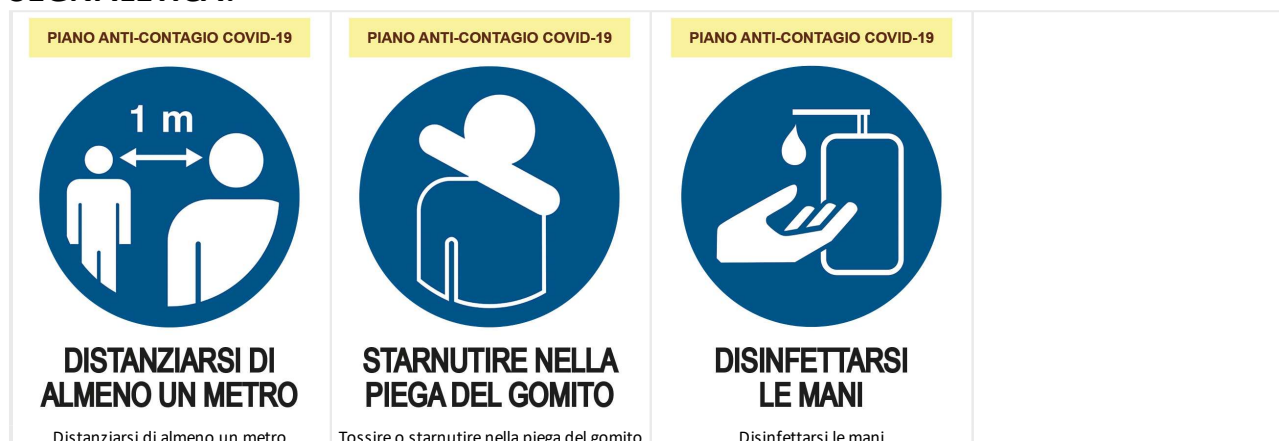 PIANO ANTI-CONTAGIO COVID-19
1 m
DISTANZIARSI DI
ALMENO UN METRO
Distanziarsi di almeno un metro
PIANO ANTI-CONTAGIO COVID-19
STARNUTIRE NELLA
PIEGA DEL GOMITO
Tossire o starnutire nella piega del gomito
PIANO ANTI-CONTAGIO COVID-19
DISINFETTARSI
LE MANI
Disinfettarsi le mani